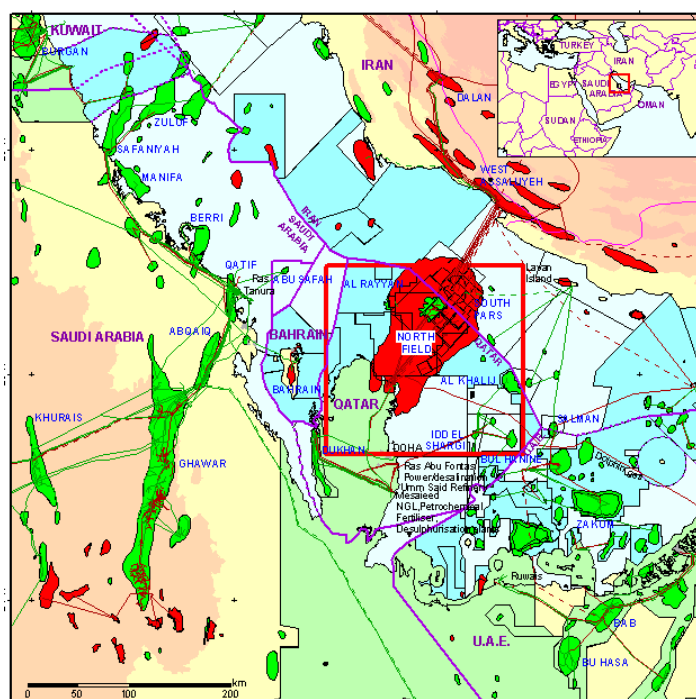 KUWAIT
BURGAN
IRAN
TURKEY
IRAN
EGYPT
SAUDI
ARABIA
OMAN
SUDAN
ETHIOPIA
DALAN
ZULUF
SAFANIYAH
MANIFA
WEST
ASSALUYEH
BERRI
IRAN
SAUDI
ARABIA
QATIF
Ras
Tanura
ABU SAFAH
AL RAYYAN
Lavan
Island
SOUTH
PARS
SAUDI ARABIA
ABQAIQ
BAHRAIN
NORTH
FIELD
QATAR
BAHRAIN
AL KHALIJ
QATAR
KHURAIS
SALMAN
DUKHAN
DOHA
IDD EL
SHARGI
BUL HANINE
GHAWAR
Ras Abu Fontas
Power/desalination
Umm Said Refinery
Mesaieed
NGL,Petrochemical
Fertiliser,
Desulphurisation plants
Dolphin Gas
ZAKUM
Ruwais
BAB
U.A.E.
BU HASA
km
0
50
100
200